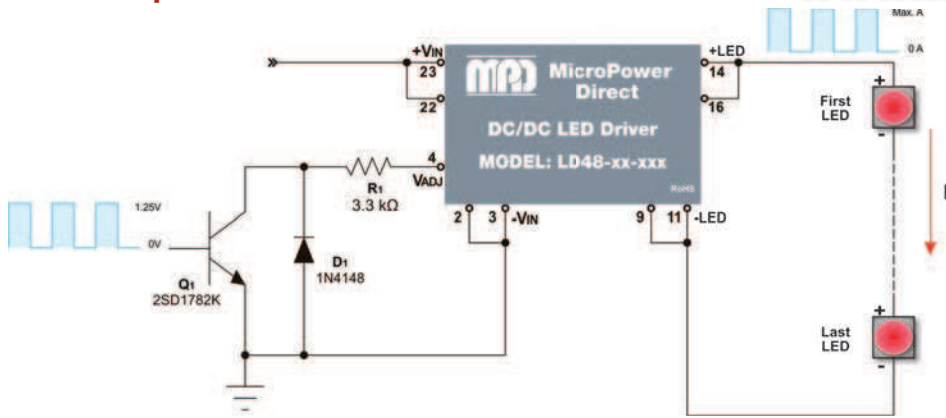 Max. A
0 A
+VIN
23
22
MPD
MicroPower
Direct
DC/DC LED Driver
MODEL: LD48-xx-xxx
RoHS
+LED
14
16
+
First
LED
-
4
VADJ
R1
3.3 kΩ
2
3
-VIN
9
11
-LED
1.25V
0V
Q1
2SD1782K
D1
1N4148
+
Last
LED
-